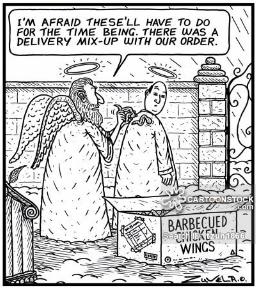 I'M AFRAID THESE'LL HAVE TO DO
FOR THE TIME BEING. THERE WAS A
DELIVERY MIX-UP WITH OUR ORDER.
CARTOONSTOCK
BARBECUED
CHICKEN
WINGS